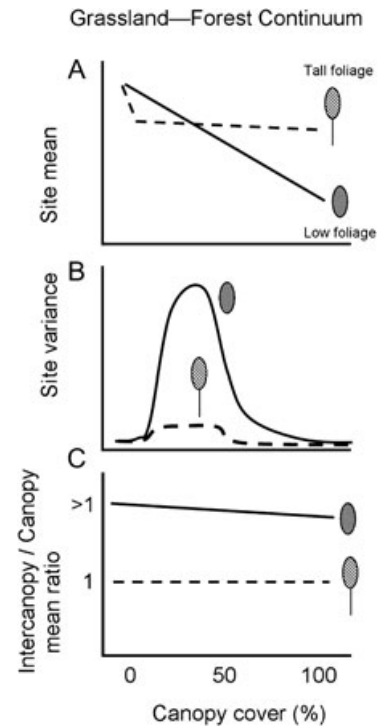 Grassland—Forest Continuum
A
Tall foliage
Site mean
Low foliage
B
Site variance
C
>1
Intercanopy / Canopy
mean ratio
1
0 50 100
Canopy cover (%)